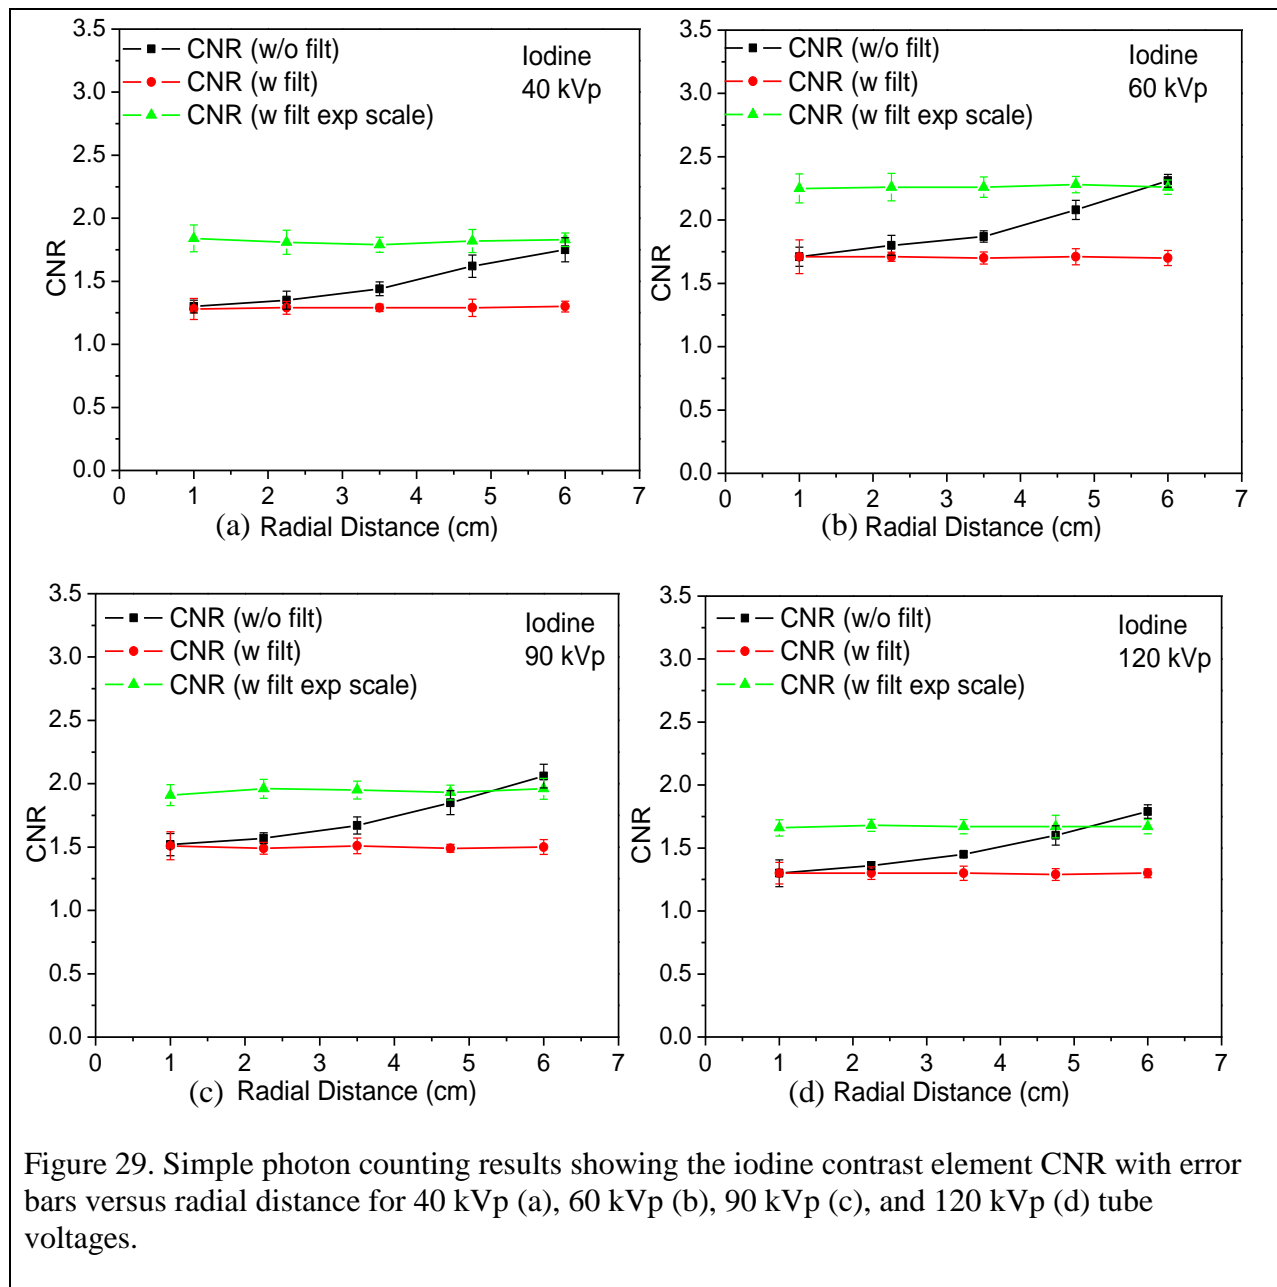 3.5
3.0
2.5
2.0
1.5
1.0
0.5
0.0
CNR
CNR (w/o filt)
CNR (w filt)
CNR (w filt exp scale)
Iodine
40 kVp
0 1 2 3 4 5 6 7
(a) Radial Distance (cm)
3.5
3.0
2.5
2.0
1.5
1.0
0.5
0.0
CNR
CNR (w/o filt)
CNR (w filt)
CNR (w filt exp scale)
Iodine
60 kVp
0 1 2 3 4 5 6 7
(b) Radial Distance (cm)
3.5
3.0
2.5
2.0
1.5
1.0
0.5
0.0
CNR
CNR (w/o filt)
CNR (w filt)
CNR (w filt exp scale)
Iodine
90 kVp
0 1 2 3 4 5 6 7
(c) Radial Distance (cm)
3.5
3.0
2.5
2.0
1.5
1.0
0.5
0.0
CNR
CNR (w/o filt)
CNR (w filt)
CNR (w filt exp scale)
Iodine
120 kVp
0 1 2 3 4 5 6 7
(d) Radial Distance (cm)
Figure 29. Simple photon counting results showing the iodine contrast element CNR with error
bars versus radial distance for 40 kVp (a), 60 kVp (b), 90 kVp (c), and 120 kVp (d) tube
voltages.